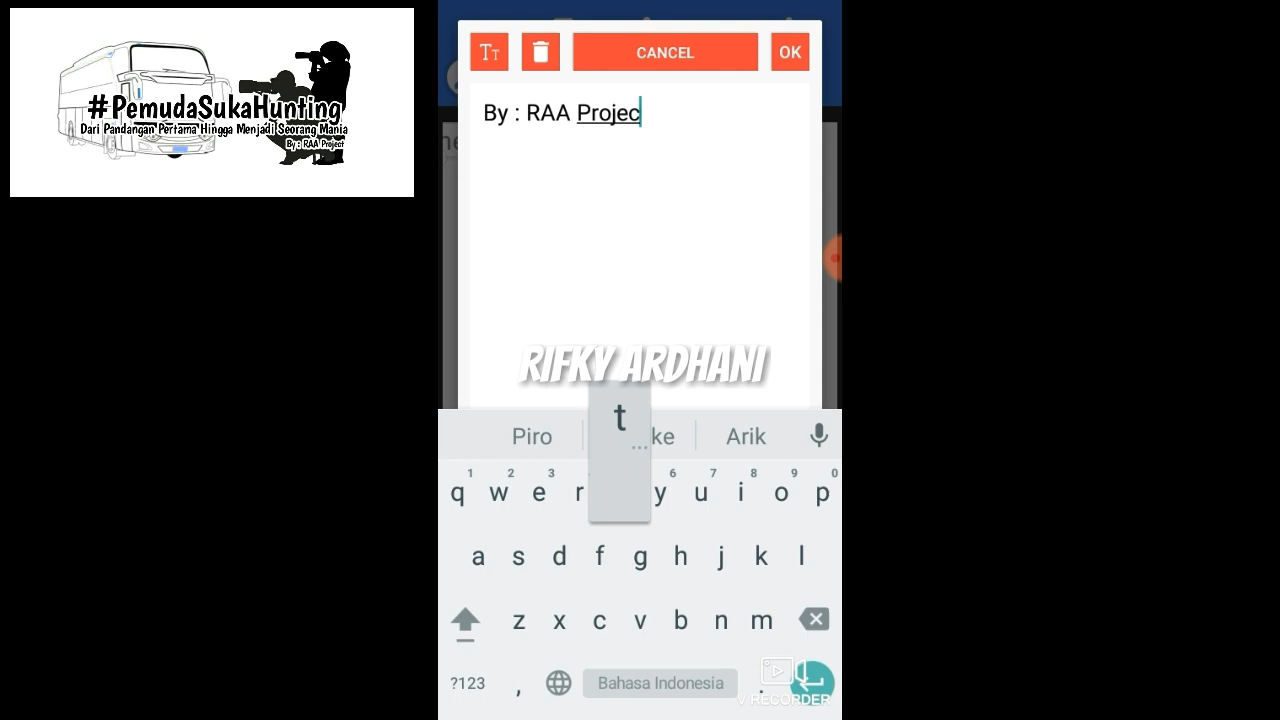 #PemudaSukaHunting
Dari Pandangan Pertama Hingga Menjadi Seorang Mania
By : RAA Project
TT
CANCEL
OK
By : RAA Projec
RIFKY ARDHANI
t
...
Piro
ke
Arik
1 2 3 6 7 8 9 0
q w e r y u i o p
a s d f g h j k l
z x c v b n m
?123 , Bahasa Indonesia .
V RECORDER